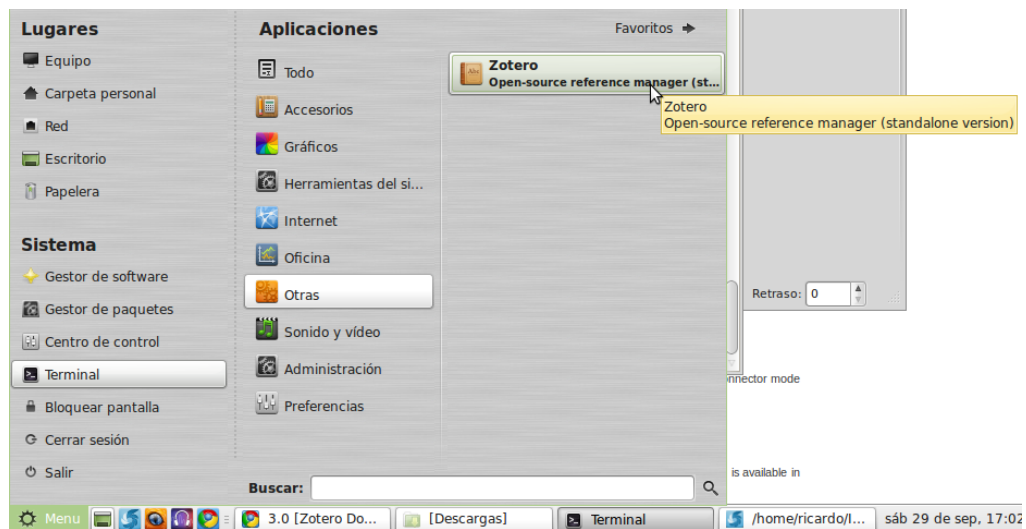 Lugares
Equipo
Carpeta personal
Red
Escritorio
Papelera
Sistema
Gestor de software
Gestor de paquetes
Centro de control
Terminal
Bloquear pantalla
Cerrar sesión
Salir
Aplicaciones
Favoritos
Todo
Accesorios
Gráficos
Herramientas del si...
Internet
Oficina
Otras
Sonido y vídeo
Administración
Preferencias
Zotero
Open-source reference manager (st...
Zotero
Open-source reference manager (standalone version)
Retraso: 0
nnector mode
is available in
Buscar:
Menu
3.0 [Zotero Do...
[Descargas]
Terminal
/home/ricardo/I...
sáb 29 de sep, 17:02